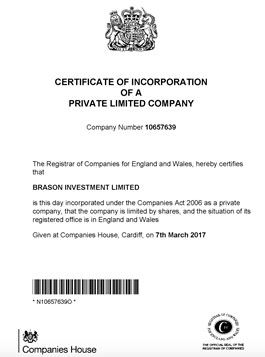 CERTIFICATE OF INCORPORATION
OF A
PRIVATE LIMITED COMPANY
Company Number 10657639
The Registrar of Companies for England and Wales, hereby certifies
that
BRASON INVESTMENT LIMITED
is this day incorporated under the Companies Act 2006 as a private
company, that the company is limited by shares, and the situation of its
registered office is in England and Wales
Given at Companies House, Cardiff, on 7th March 2017
* N10657639O *
Companies House
THE OFFICIAL SEAL OF THE
REGISTRAR OF COMPANIES